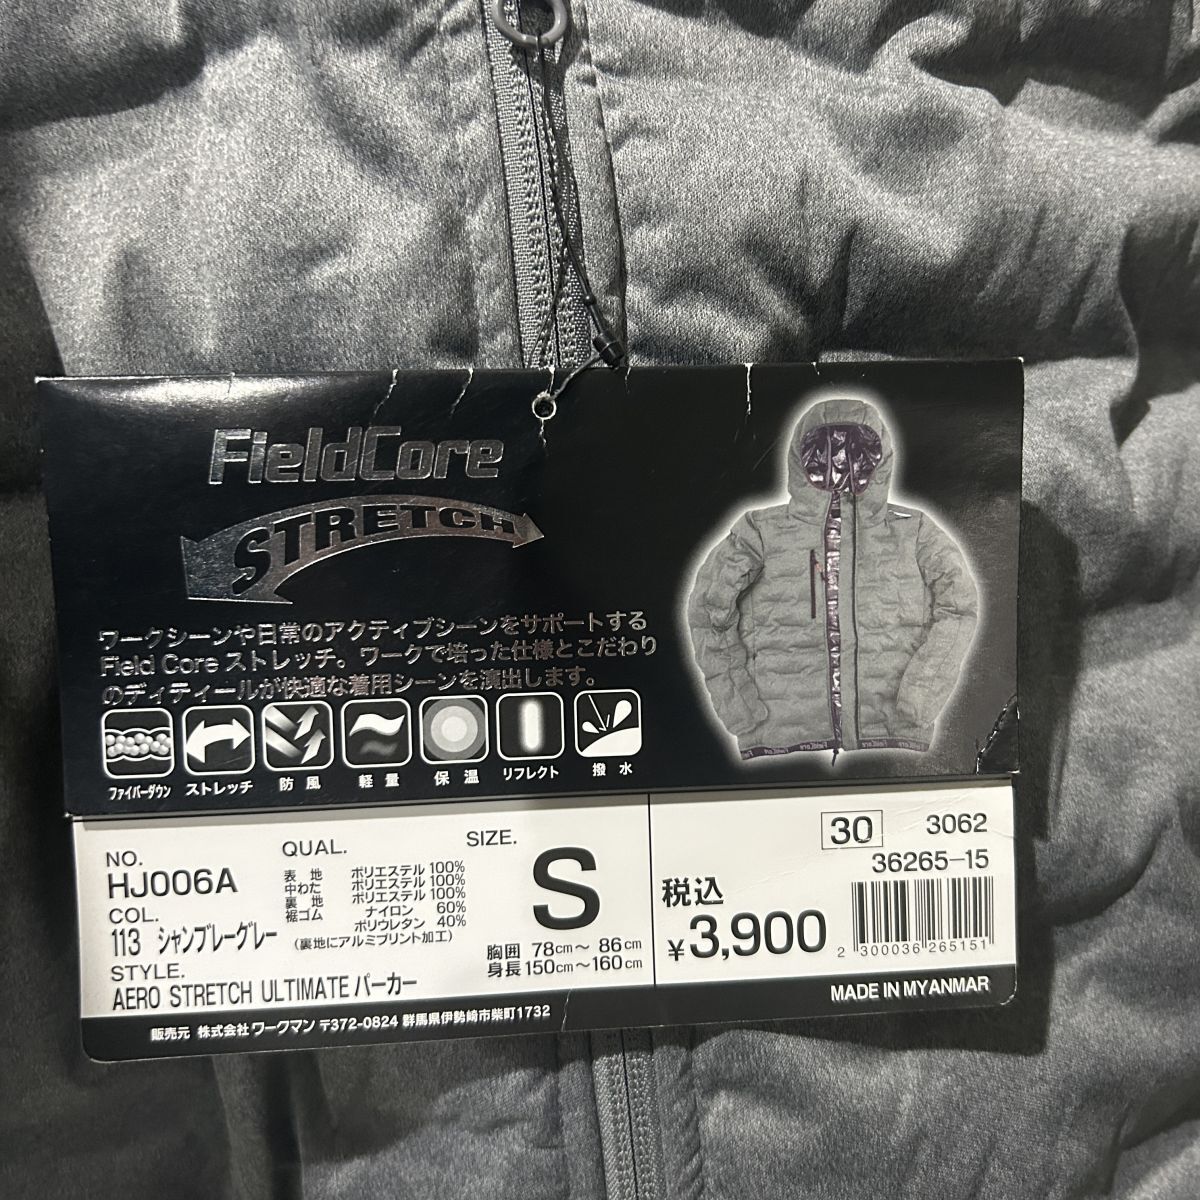 FieldCore
STRETCH
ワークシーンや日常のアクティブシーンをサポートする
Field Core ストレッチ。ワークで培った仕様とこだわり
のディティールが快適な着用シーンを演出します。
ファイバーダウン ストレッチ 防風 軽量 保温 リフレクト 撥水
FieldCore
NO.
HJ006A
COL.
113 シャンブレーグレー
STYLE.
AERO STRETCH ULTIMATE パーカー
QUAL.
表地 ポリエステル 100%
中わた ポリエステル 100%
裏地 ポリエステル 100%
裾ゴム ナイロン 60%
ポリウレタン 40%
(裏地にアルミプリント加工)
SIZE.
S
胸囲 78cm～ 86cm
身長 150cm～160cm
30 3062
36265-15
税込
¥3,900
2 300036 265151
MADE IN MYANMAR
販売元 株式会社 ワークマン 〒372-0824 群馬県伊勢崎市柴町1732